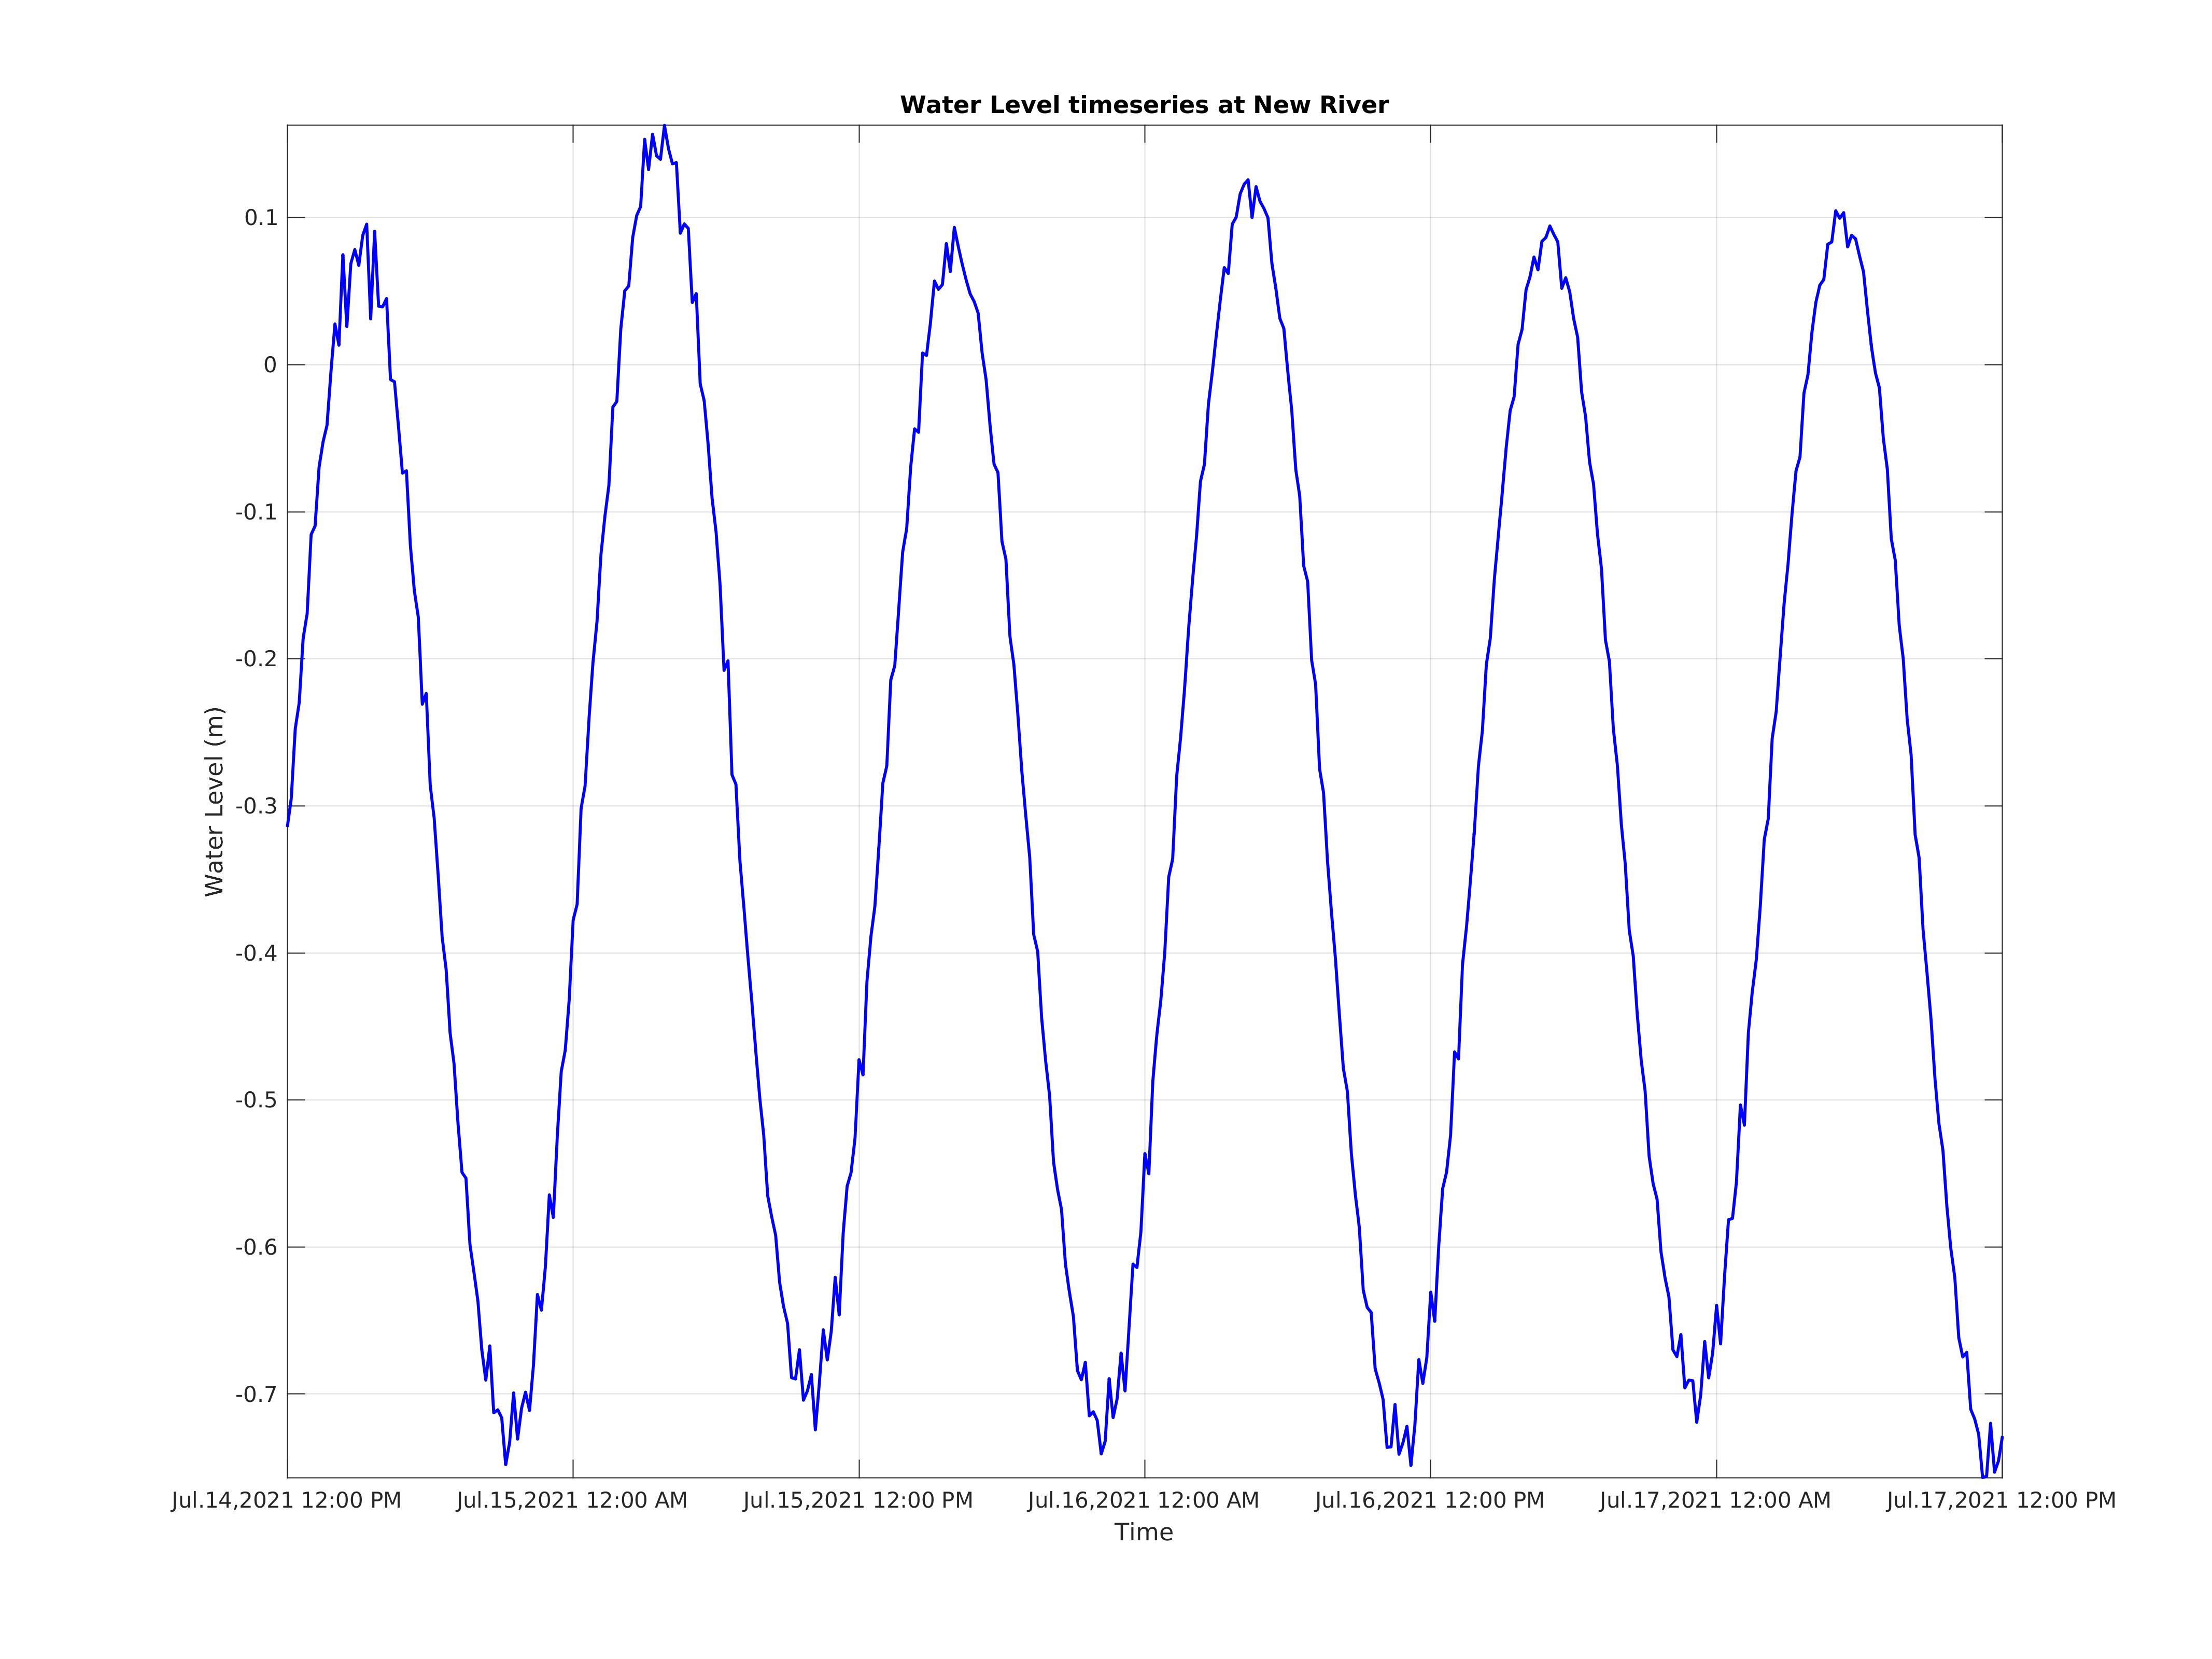 Water Level timeseries at New River
0.1
0
-0.1
-0.2
-0.3
-0.4
-0.5
-0.6
-0.7
Water Level (m)
Jul.14,2021 12:00 PM
Jul.15,2021 12:00 AM
Jul.15,2021 12:00 PM
Jul.16,2021 12:00 AM
Jul.16,2021 12:00 PM
Jul.17,2021 12:00 AM
Jul.17,2021 12:00 PM
Time